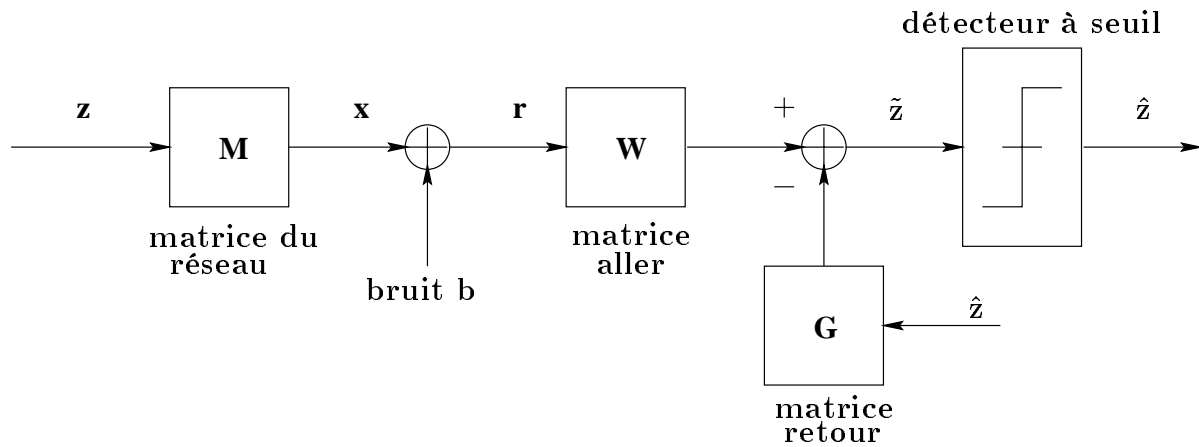 détecteur à seuil
z
M
x
r
W
+
−
z̃
ẑ
matrice du
réseau
bruit b
matrice
aller
G
ẑ
matrice
retour